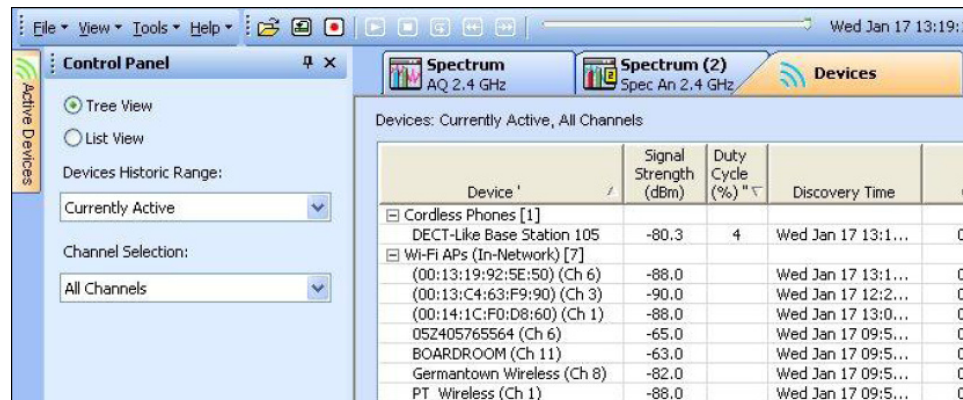 File View Tools Help
Wed Jan 17 13:19:
Active Devices
Control Panel
Tree View
List View
Devices Historic Range:
Currently Active
Channel Selection:
All Channels
Spectrum
AQ 2.4 GHz
Spectrum (2)
Spec An 2.4 GHz
Devices
Devices: Currently Active, All Channels
Device ' Signal Strength (dBm) Duty Cycle (%) " Discovery Time
Cordless Phones [1]
DECT-Like Base Station 105 -80.3 4 Wed Jan 17 13:1...
Wi-Fi APs (In-Network) [7]
(00:13:19:92:5E:50) (Ch 6) -88.0 Wed Jan 17 13:1...
(00:13:C4:63:F9:90) (Ch 3) -90.0 Wed Jan 17 12:2...
(00:14:1C:F0:D8:60) (Ch 1) -88.0 Wed Jan 17 13:0...
05Z405765564 (Ch 6) -65.0 Wed Jan 17 09:5...
BOARDROOM (Ch 11) -63.0 Wed Jan 17 09:5...
Germantown Wireless (Ch 8) -82.0 Wed Jan 17 09:5...
PT_Wireless (Ch 1) -88.0 Wed Jan 17 09:5...